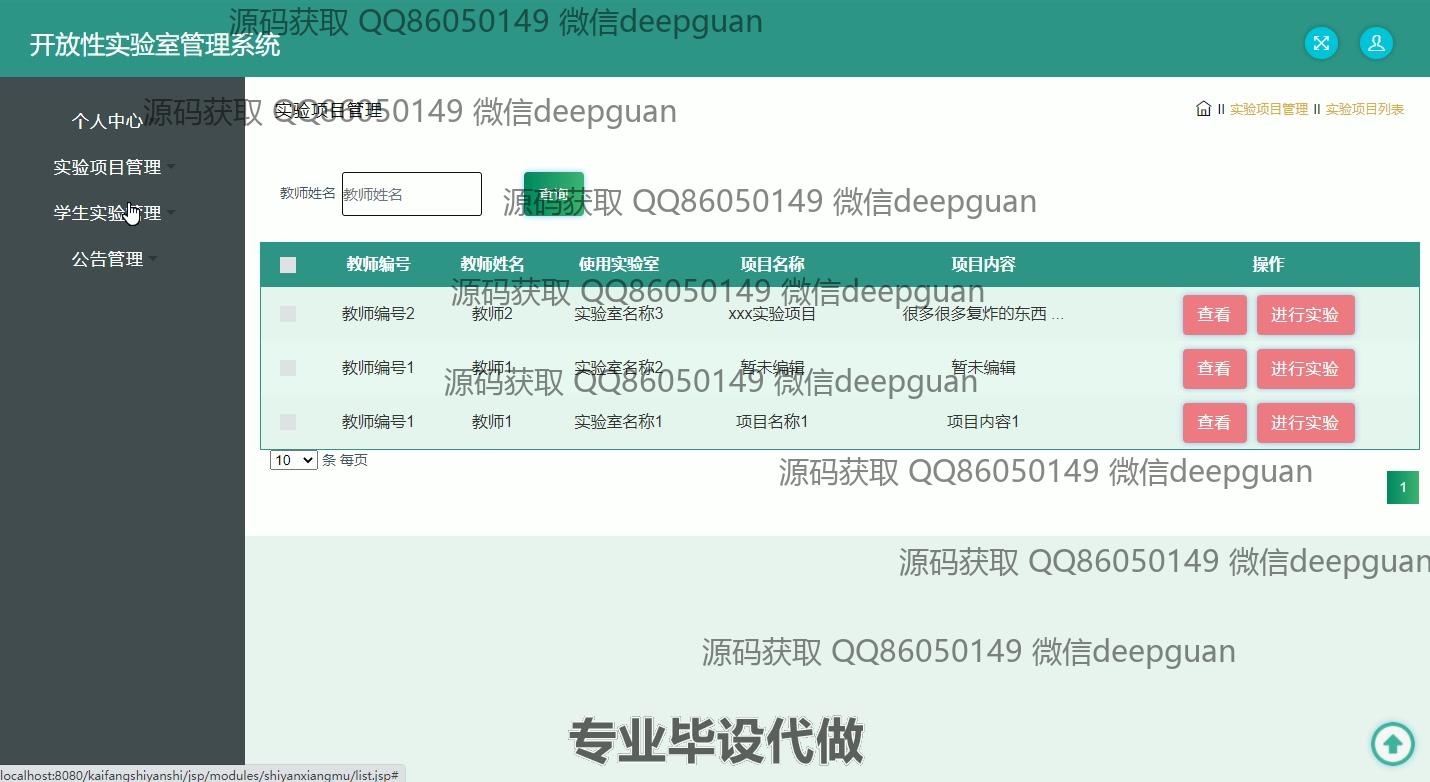 源码获取 QQ86050149 微信deepguan
开放性实验室管理系统
个人中心
源码获取 QQ86050149 微信deepguan
实验项目管理
II 实验项目管理 II 实验项目列表
实验项目管理
学生实验管理
公告管理
教师姓名 教师姓名 查询
源码获取 QQ86050149 微信deepguan
教师编号 教师姓名 使用实验室 项目名称 项目内容 操作
源码获取 QQ86050149 微信deepguan
教师编号2 教师2 实验室名称3 xxx实验项目 很多很多复炸的东西 ... 查看 进行实验
教师编号1 教师1 实验室名称2 暂未编辑 暂未编辑 查看 进行实验
源码获取 QQ86050149 微信deepguan
教师编号1 教师1 实验室名称1 项目名称1 项目内容1 查看 进行实验
10 条 每页
源码获取 QQ86050149 微信deepguan
1
源码获取 QQ86050149 微信deepguan
源码获取 QQ86050149 微信deepguan
专业毕设代做
localhost:8080/kaifangshiyanshi/jsp/modules/shiyanxiangmu/list.jsp#